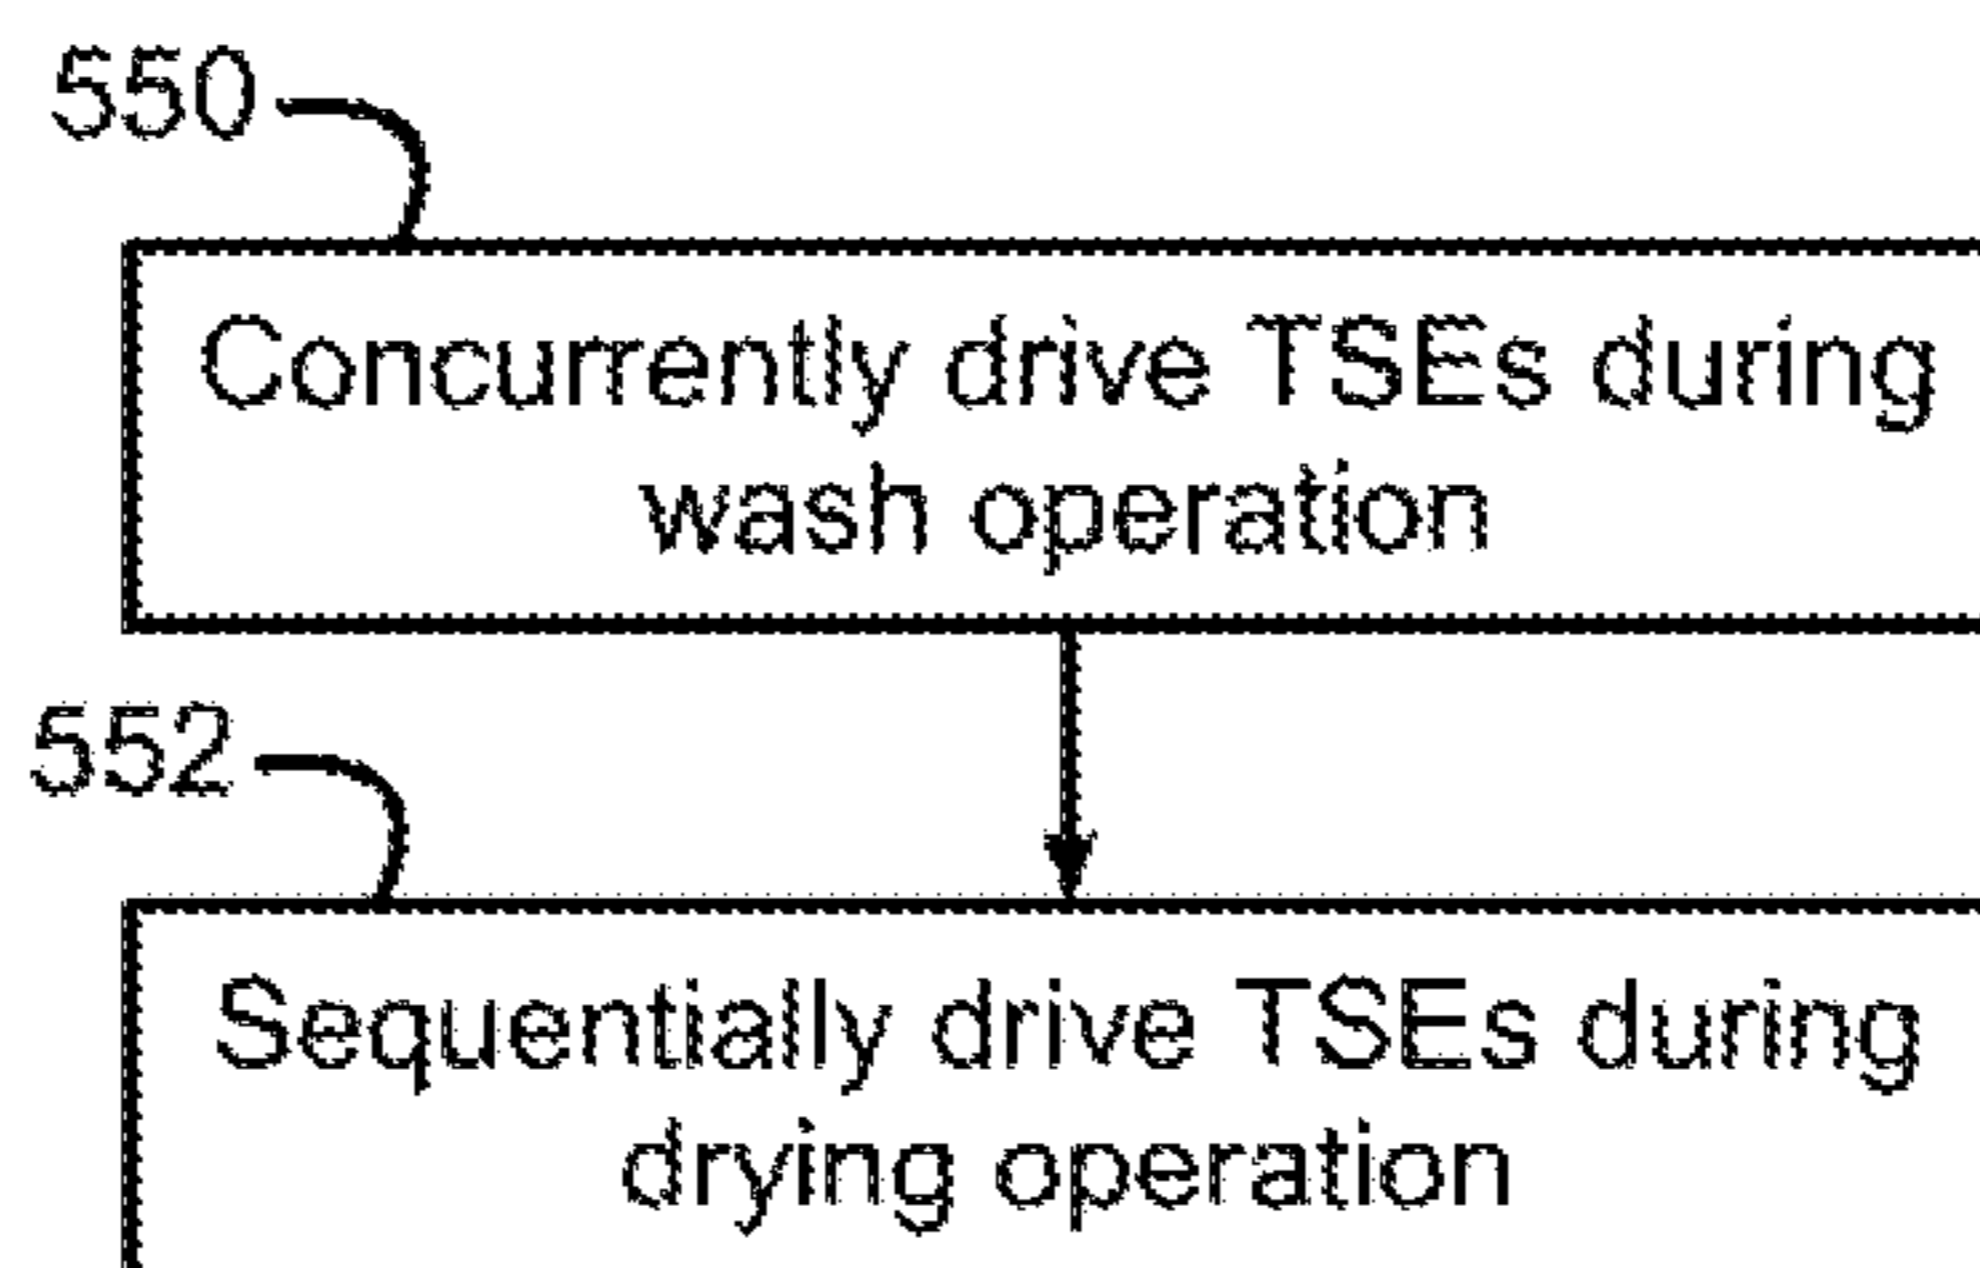 550
Concurrently drive TSEs during
wash operation
552
Sequentially drive TSEs during
drying operation